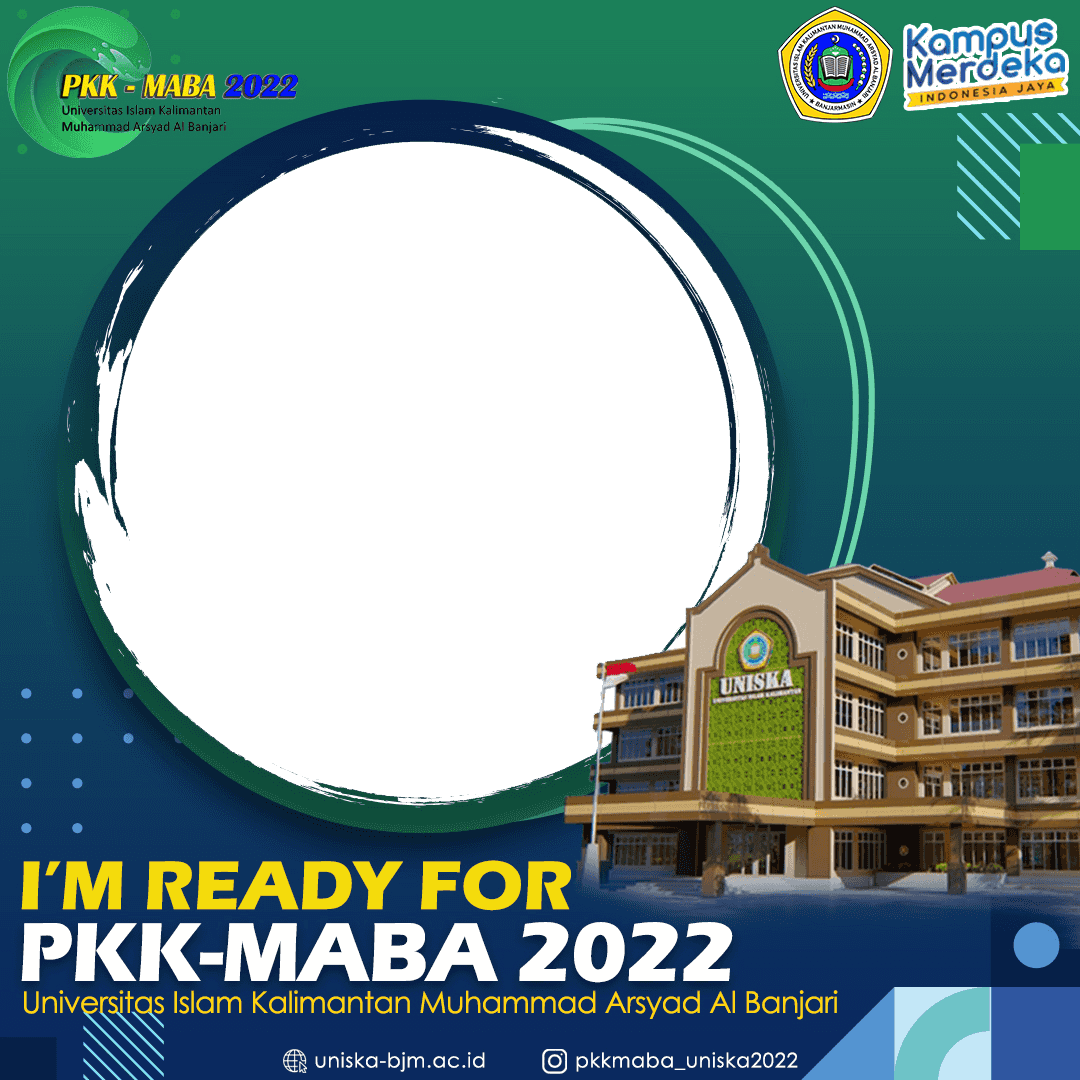 PKK - MABA 2022
Universitas Islam Kalimantan
Muhammad Arsyad Al Banjari
UNIVERSITAS ISLAM KALIMANTAN MUHAMMAD ARSYAD AL BANJARI
BANJARMASIN
Kampus
Merdeka
INDONESIA JAYA
UNISKA
UNIVERSITAS ISLAM KALIMANTAN
I'M READY FOR
PKK-MABA 2022
Universitas Islam Kalimantan Muhammad Arsyad Al Banjari
uniska-bjm.ac.id
pkkmaba_uniska2022